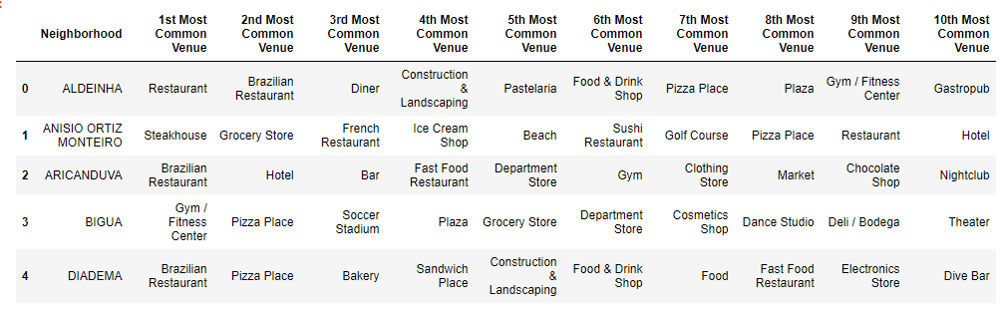 Neighborhood 1st Most Common Venue 2nd Most Common Venue 3rd Most Common Venue 4th Most Common Venue 5th Most Common Venue 6th Most Common Venue 7th Most Common Venue 8th Most Common Venue 9th Most Common Venue 10th Most Common Venue
0 ALDEINHA Restaurant Brazilian Restaurant Diner Construction & Landscaping Pastelaria Food & Drink Shop Pizza Place Plaza Gym / Fitness Center Gastropub
1 ANISIO ORTIZ MONTEIRO Steakhouse Grocery Store French Restaurant Ice Cream Shop Beach Sushi Restaurant Golf Course Pizza Place Restaurant Hotel
2 ARICANDUVA Brazilian Restaurant Hotel Bar Fast Food Restaurant Department Store Gym Clothing Store Market Chocolate Shop Nightclub
3 BIGUA Gym / Fitness Center Pizza Place Soccer Stadium Plaza Grocery Store Department Store Cosmetics Shop Dance Studio Deli / Bodega Theater
4 DIADEMA Brazilian Restaurant Pizza Place Bakery Sandwich Place Construction & Landscaping Food & Drink Shop Food Fast Food Restaurant Electronics Store Dive Bar